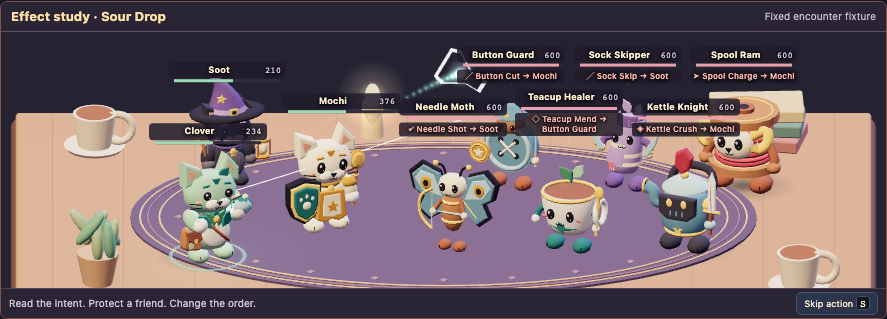 Effect study · Sour Drop
Fixed encounter fixture
Button Guard 600
Button Cut → Mochi
Sock Skipper 600
Sock Skip → Soot
Spool Ram 600
Spool Charge → Mochi
Soot 210
Mochi 376
Clover 234
Needle Moth 600
Needle Shot → Soot
Teacup Healer 600
Teacup Mend →
Button Guard
Kettle Knight 600
Kettle Crush → Mochi
Read the intent. Protect a friend. Change the order.
Skip action S